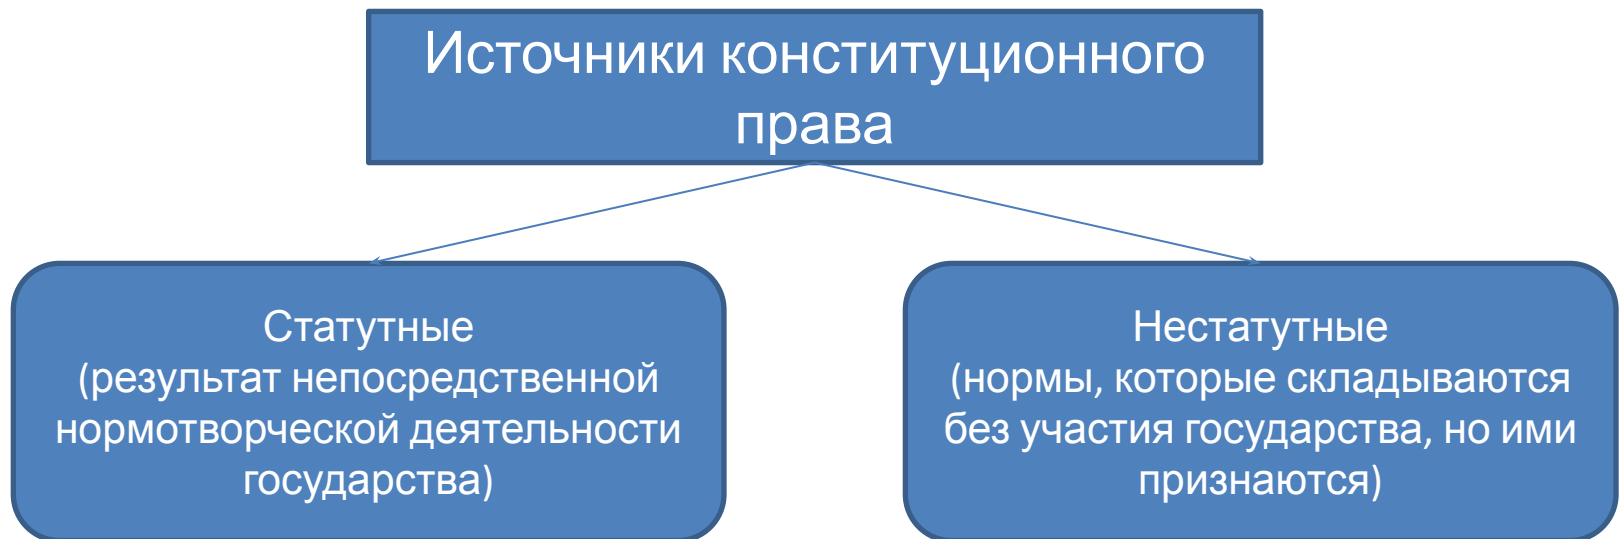 Источники конституционного
права
Статутные
(результат непосредственной
нормотворческой деятельности
государства)
Нестатутные
(нормы, которые складываются
без участия государства, но ими
признаются)